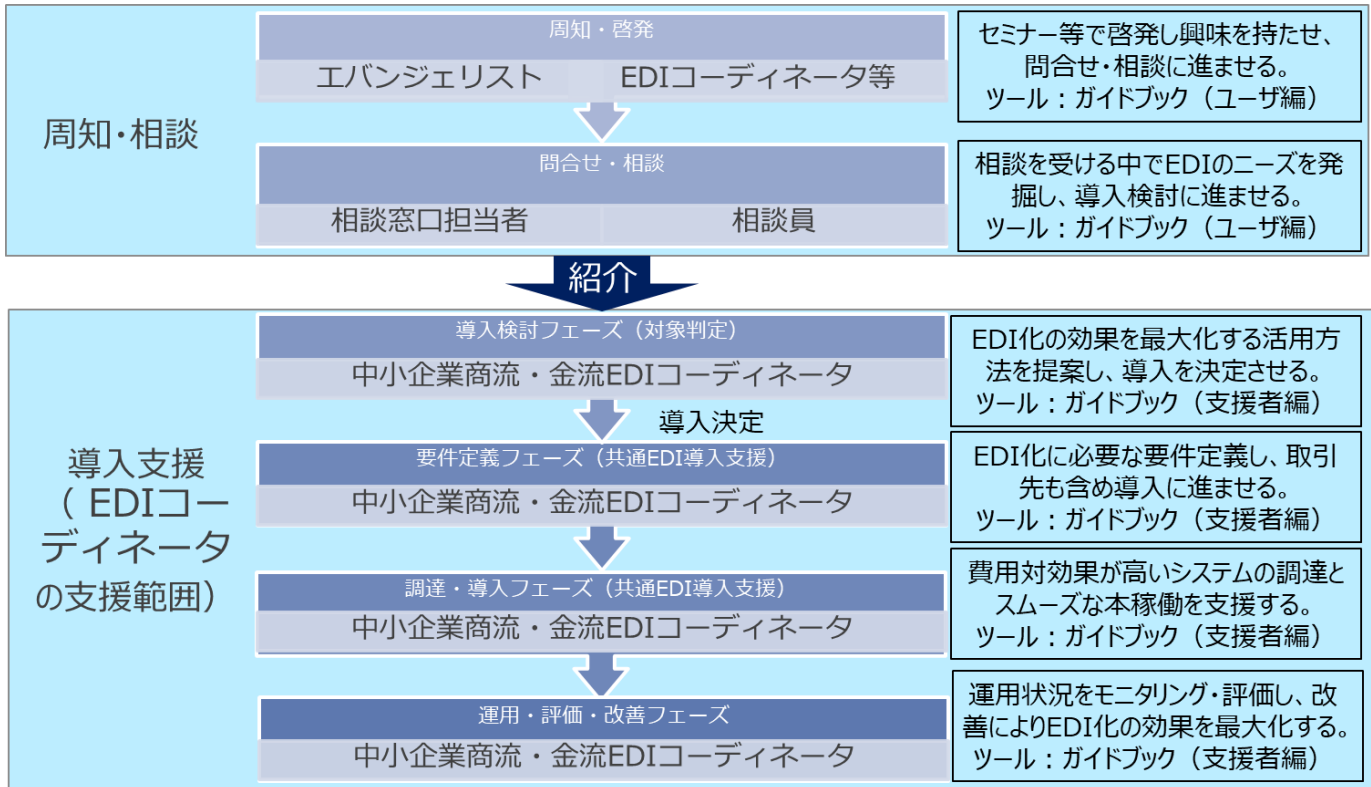 周知・相談
周知・啓発
エバンジェリスト
EDIコーディネータ等
セミナー等で啓発し興味を持たせ、
問合せ・相談に進ませる。
ツール：ガイドブック（ユーザ編）
問合せ・相談
相談窓口担当者
相談員
相談を受ける中でEDIのニーズを発
掘し、導入検討に進ませる。
ツール：ガイドブック（ユーザ編）
紹介
導入支援
（ EDIコー
ディネータ
の支援範囲）
導入検討フェーズ（対象判定）
中小企業商流・金流EDIコーディネータ
EDI化の効果を最大化する活用方
法を提案し、導入を決定させる。
ツール：ガイドブック（支援者編）
導入決定
要件定義フェーズ（共通EDI導入支援）
中小企業商流・金流EDIコーディネータ
EDI化に必要な要件定義し、取引
先も含め導入に進ませる。
ツール：ガイドブック（支援者編）
調達・導入フェーズ（共通EDI導入支援）
中小企業商流・金流EDIコーディネータ
費用対効果が高いシステムの調達と
スムーズな本稼働を支援する。
ツール：ガイドブック（支援者編）
運用・評価・改善フェーズ
中小企業商流・金流EDIコーディネータ
運用状況をモニタリング・評価し、改
善によりEDI化の効果を最大化する。
ツール：ガイドブック（支援者編）